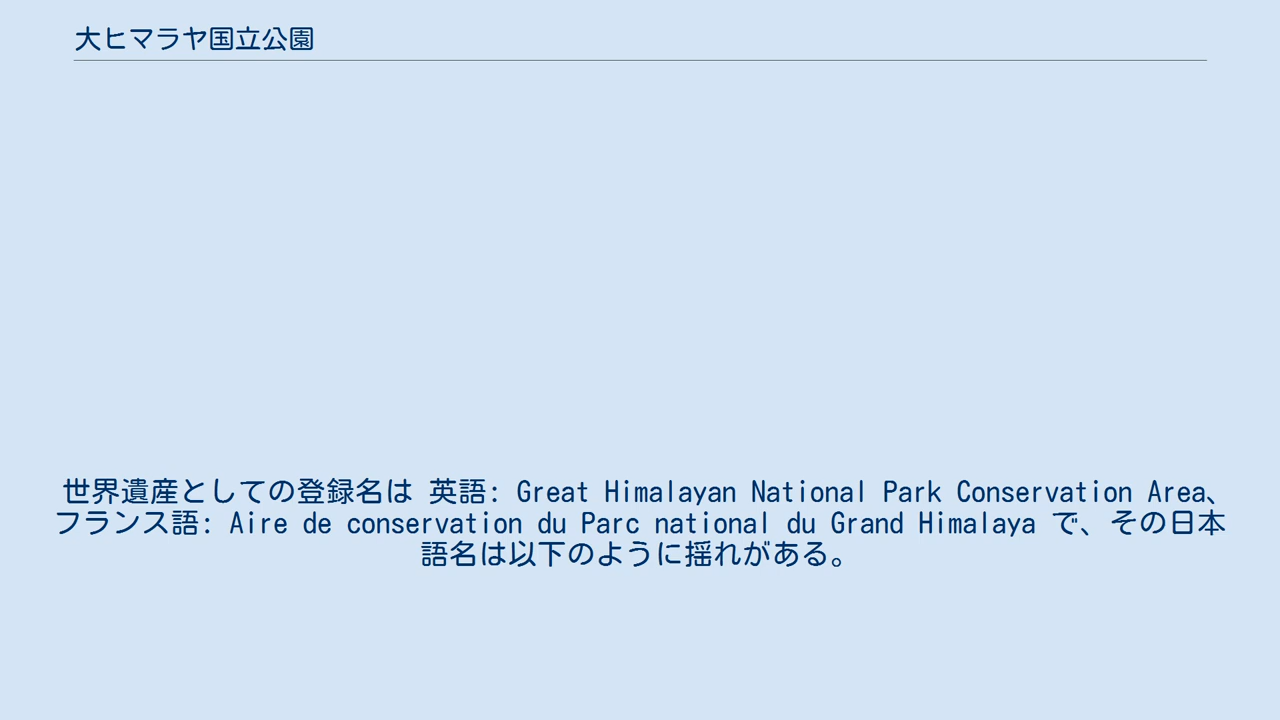 大ヒマラヤ国立公園
世界遺産としての登録名は 英語: Great Himalayan National Park Conservation Area、
フランス語: Aire de conservation du Parc national du Grand Himalaya で、その日本
語名は以下のように揺れがある。